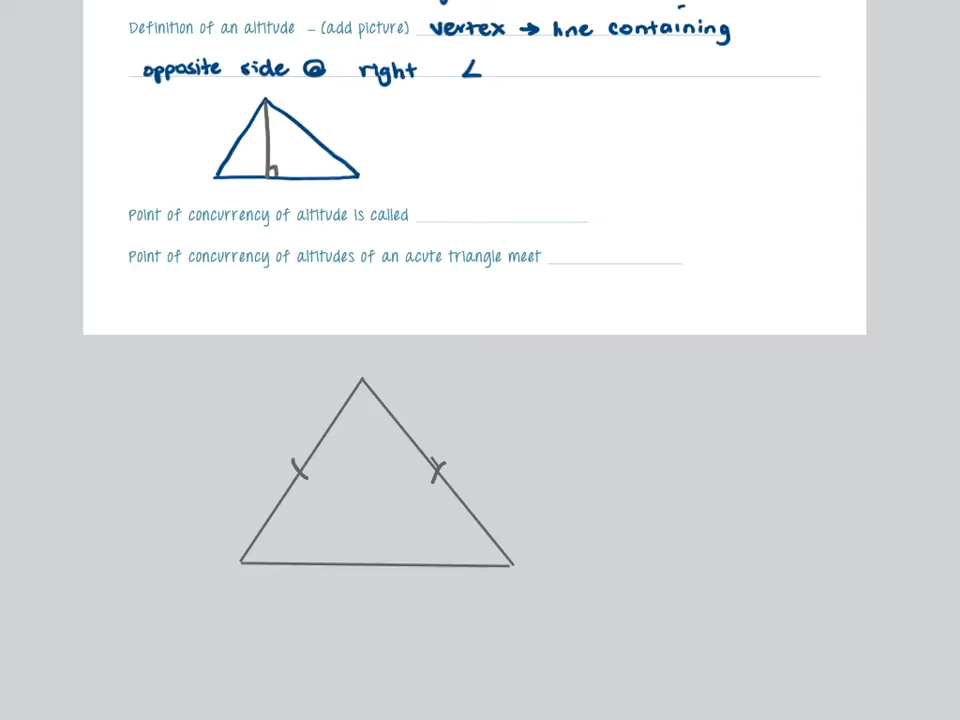 Definition of an altitude – (add picture) vertex → line containing
opposite side @ right ∠
Point of concurrency of altitude is called
Point of concurrency of altitudes of an acute triangle meet